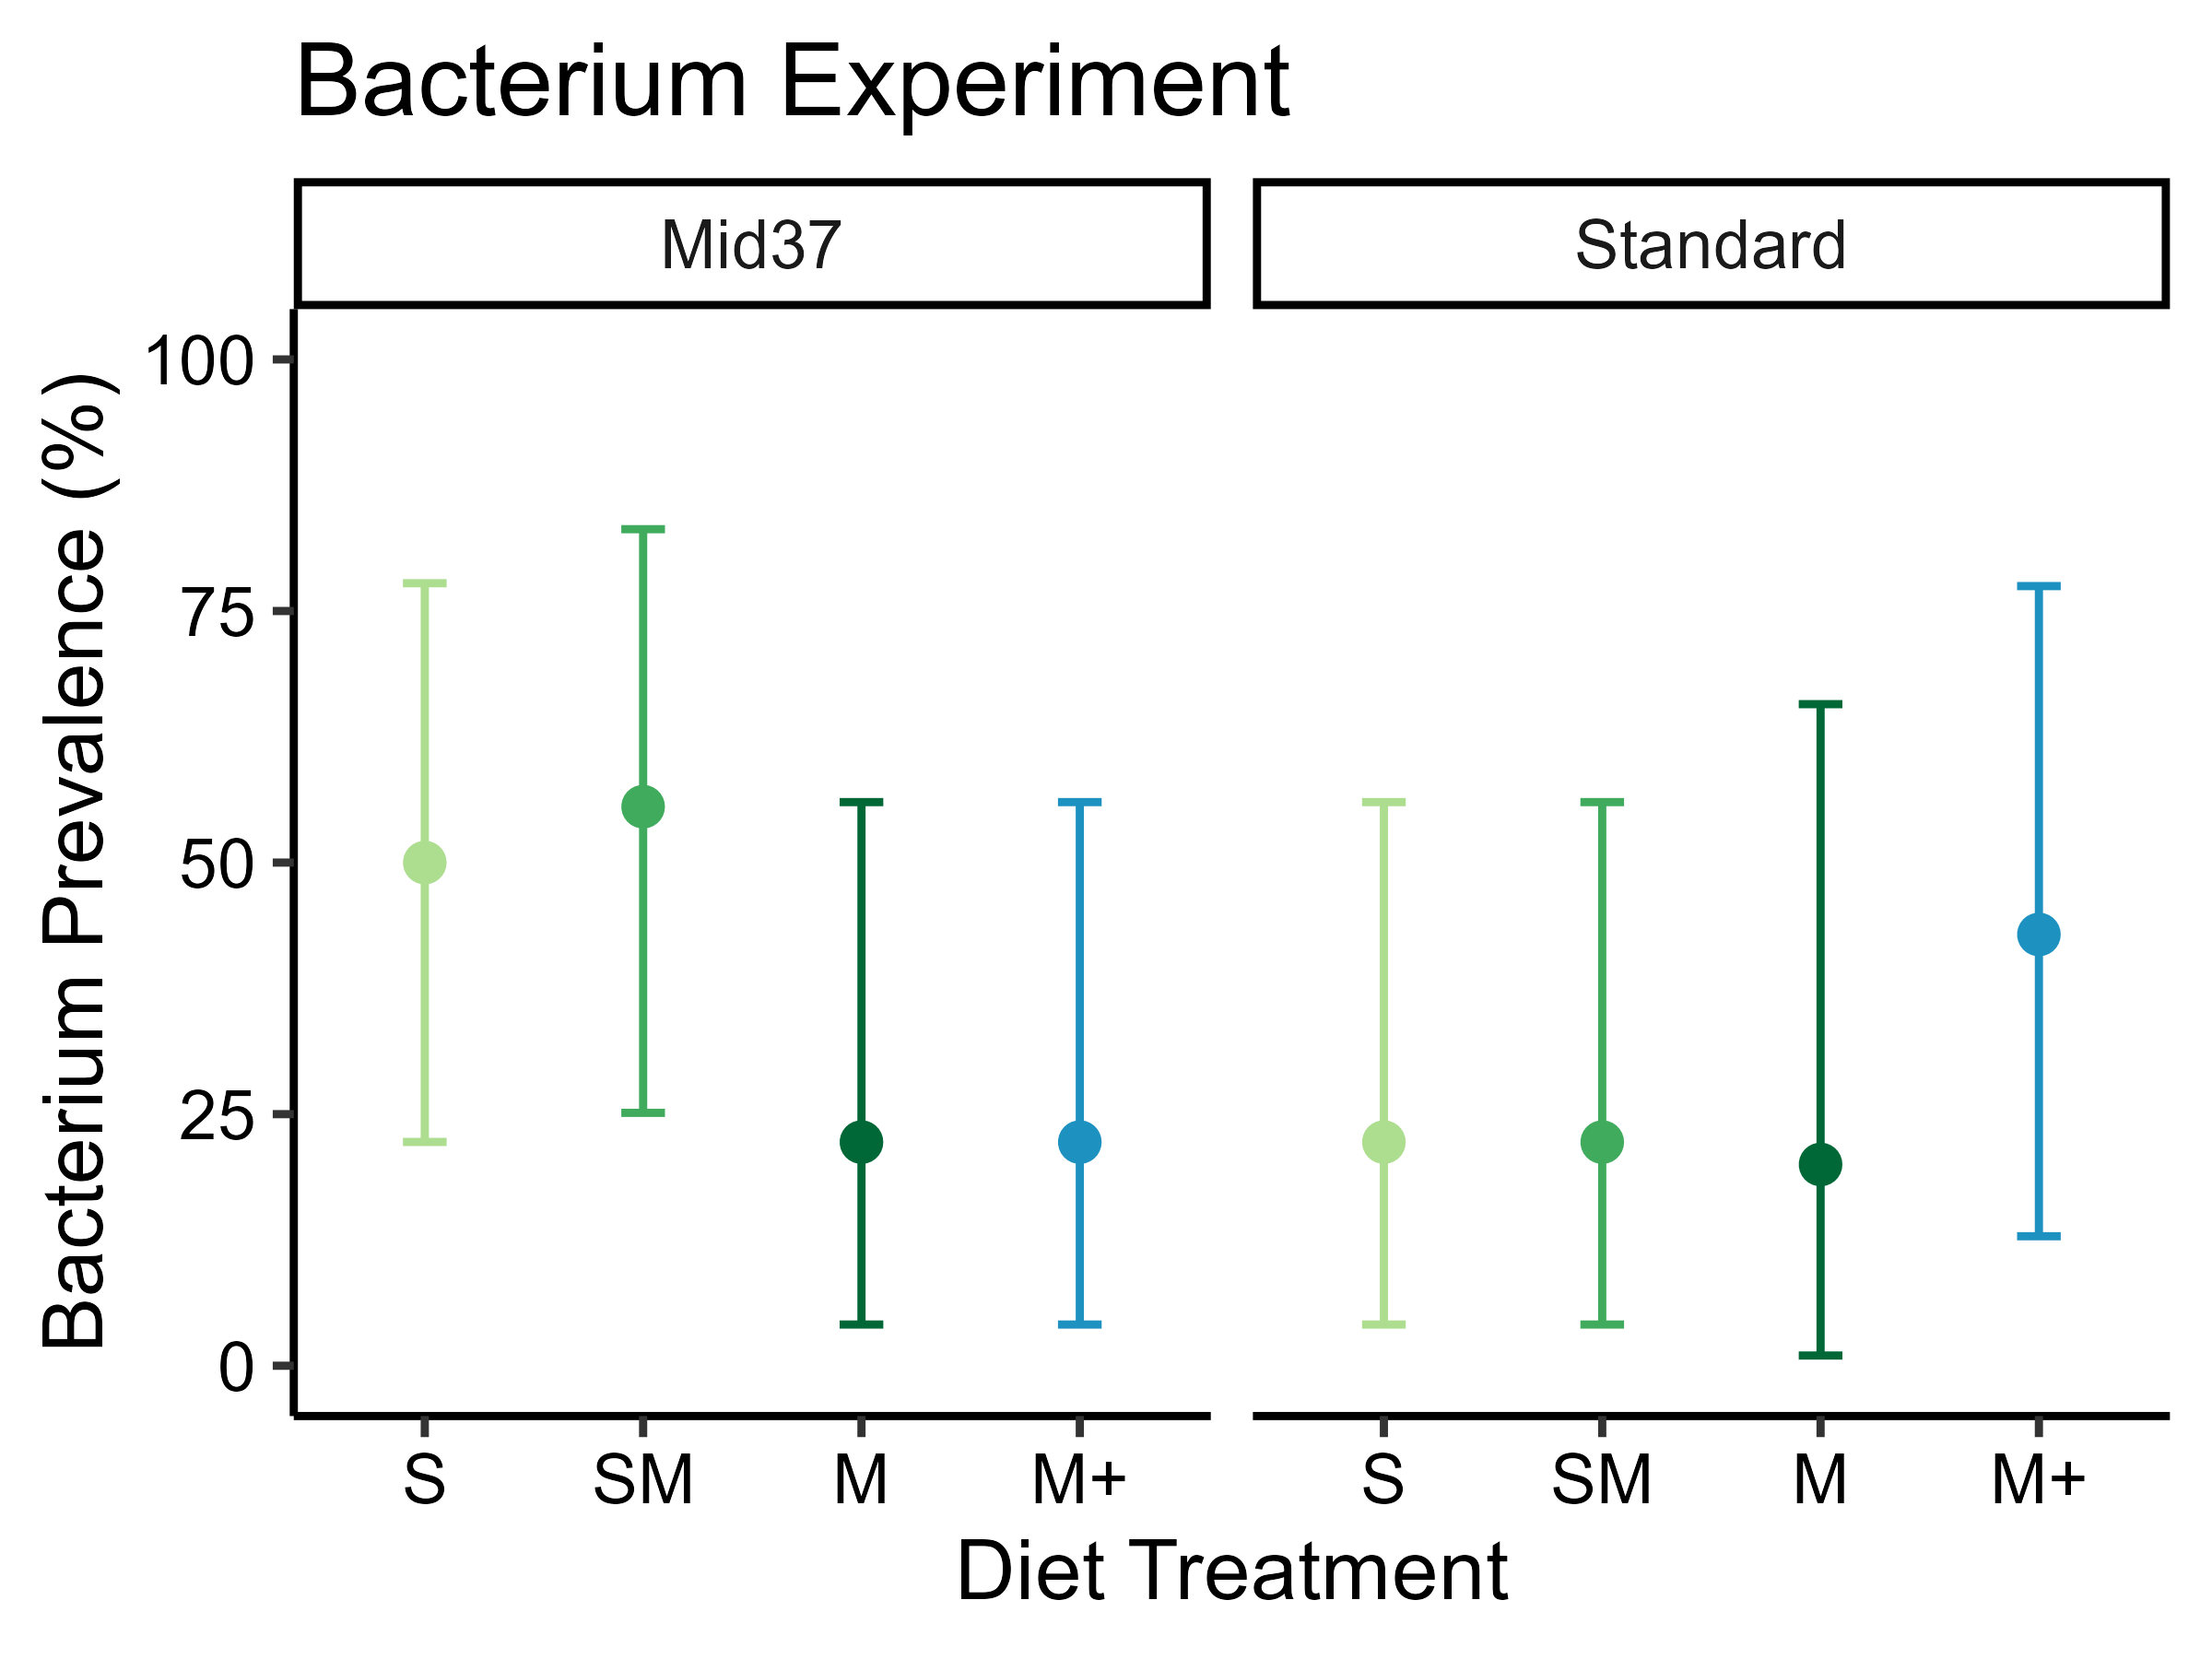 Bacterium Experiment
Mid37
Standard
Bacterium Prevalence (%)
100
75
50
25
0
S SM M M+ S SM M M+
Diet Treatment